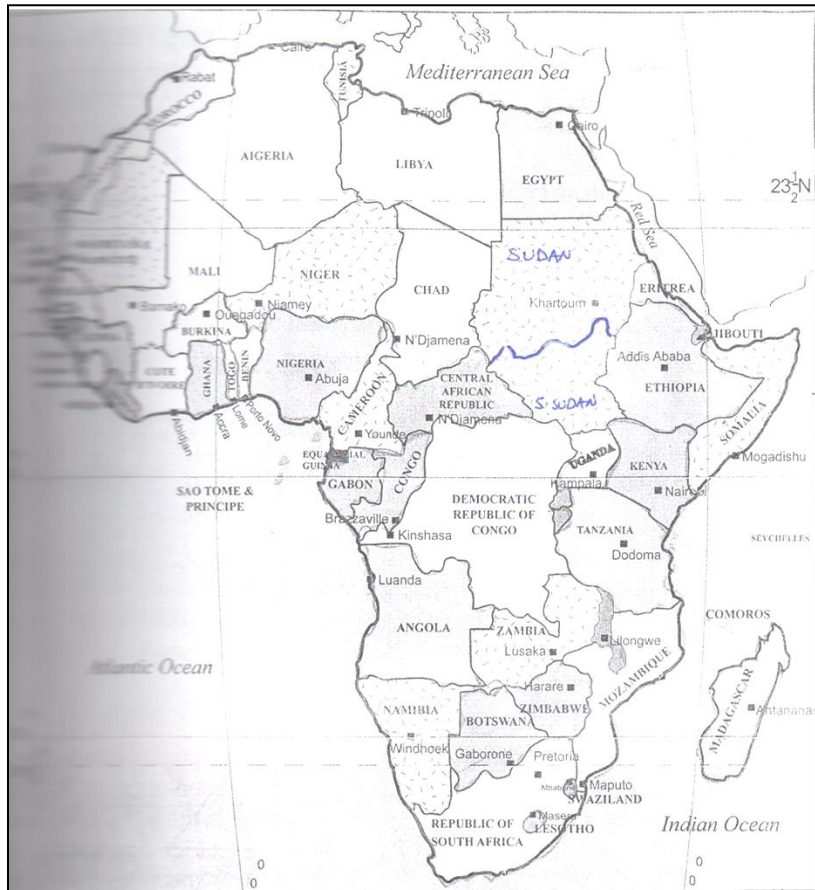 Mediterranean Sea
Cairo
Rabat
TUNISIA
MOROCCO
Tripoli
Cairo
AlGERIA
LIBYA
EGYPT
23½N
Red Sea
SUDAN
MALI
NIGER
CHAD
Khartoum
ERITREA
Bamako
Niamey
Ouagadou
BURKINA
N'Djamena
JIBOUTI
NIGERIA
Abuja
Addis Ababa
ETHIOPIA
GHANA
TOGO
BENIN
CENTRAL
AFRICAN
REPUBLIC
S.SUDAN
SOMALIA
CAMEROON
N'Djamena
Abidjan
Accra
Lome
Porto Novo
Younde
UGANDA
KENYA
Mogadishu
GABON
CONGO
Kampala
Nairobi
SAO TOME &
PRINCIPE
DEMOCRATIC
REPUBLIC OF
CONGO
Brazzaville
Kinshasa
TANZANIA
Dodoma
SEYCHELLES
Luanda
COMOROS
ANGOLA
ZAMBIA
Lusaka
Lilongwe
Atlantic Ocean
MOZAMBIQUE
Harare
ZIMBABWE
MADAGASCAR
Antananar
NAMIBIA
BOTSWANA
Windhoek
Gaborone
Pretoria
Mbabane
Maputo
SWAZILAND
Maseru
LESOTHO
REPUBLIC OF
SOUTH AFRICA
Indian Ocean
0
0
0
0